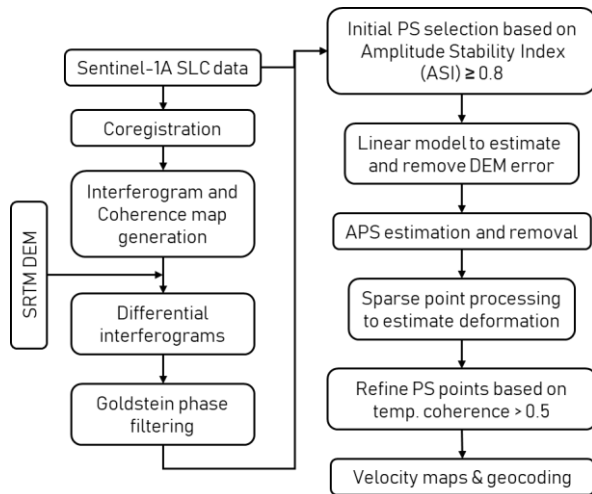 Sentinel-1A SLC data
Coregistration
Interferogram and
Coherence map
generation
SRTM DEM
Differential
interferograms
Goldstein phase
filtering
Initial PS selection based on
Amplitude Stability Index
(ASI) ≥ 0.8
Linear model to estimate
and remove DEM error
APS estimation and removal
Sparse point processing
to estimate deformation
Refine PS points based on
temp. coherence > 0.5
Velocity maps & geocoding